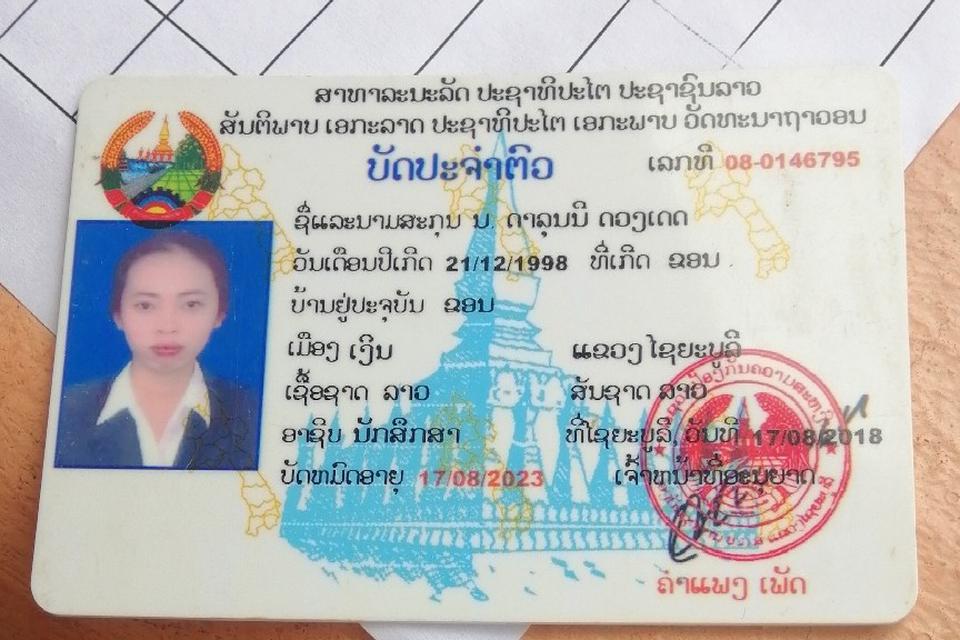 ສາທາລະນະລັດ ປະຊາທິປະໄຕ ປະຊາຊົນລາວ
ສັນຕິພາບ ເອກະລາດ ປະຊາທິປະໄຕ ເອກະພາບ ວັດທະນາຖາວອນ
ບັດປະຈຳຕົວ ເລກທີ 08-0146795
ຊື່ແລະນາມສະກຸນ ນ. ດາລຸນນີ ດວງເດດ
ວັນເດືອນປີເກີດ 21/12/1998 ທີ່ເກີດ ຂອນ
ບ້ານຢູ່ປະຈຸບັນ ຂອນ
ເມືອງ ເງິນ ແຂວງ ໄຊຍະບູລີ
ເຊື້ອຊາດ ລາວ ສັນຊາດ ລາວ
ອາຊີບ ນັກສຶກສາ ທີ່ໄຊຍະບູລີ, ວັນທີ 17/08/2018
ບັດຫມົດອາຍຸ 17/08/2023 ເຈົ້າຫນ້າທີ່ອະນຸຍາດ
ຄຳແພງ ເພັດ